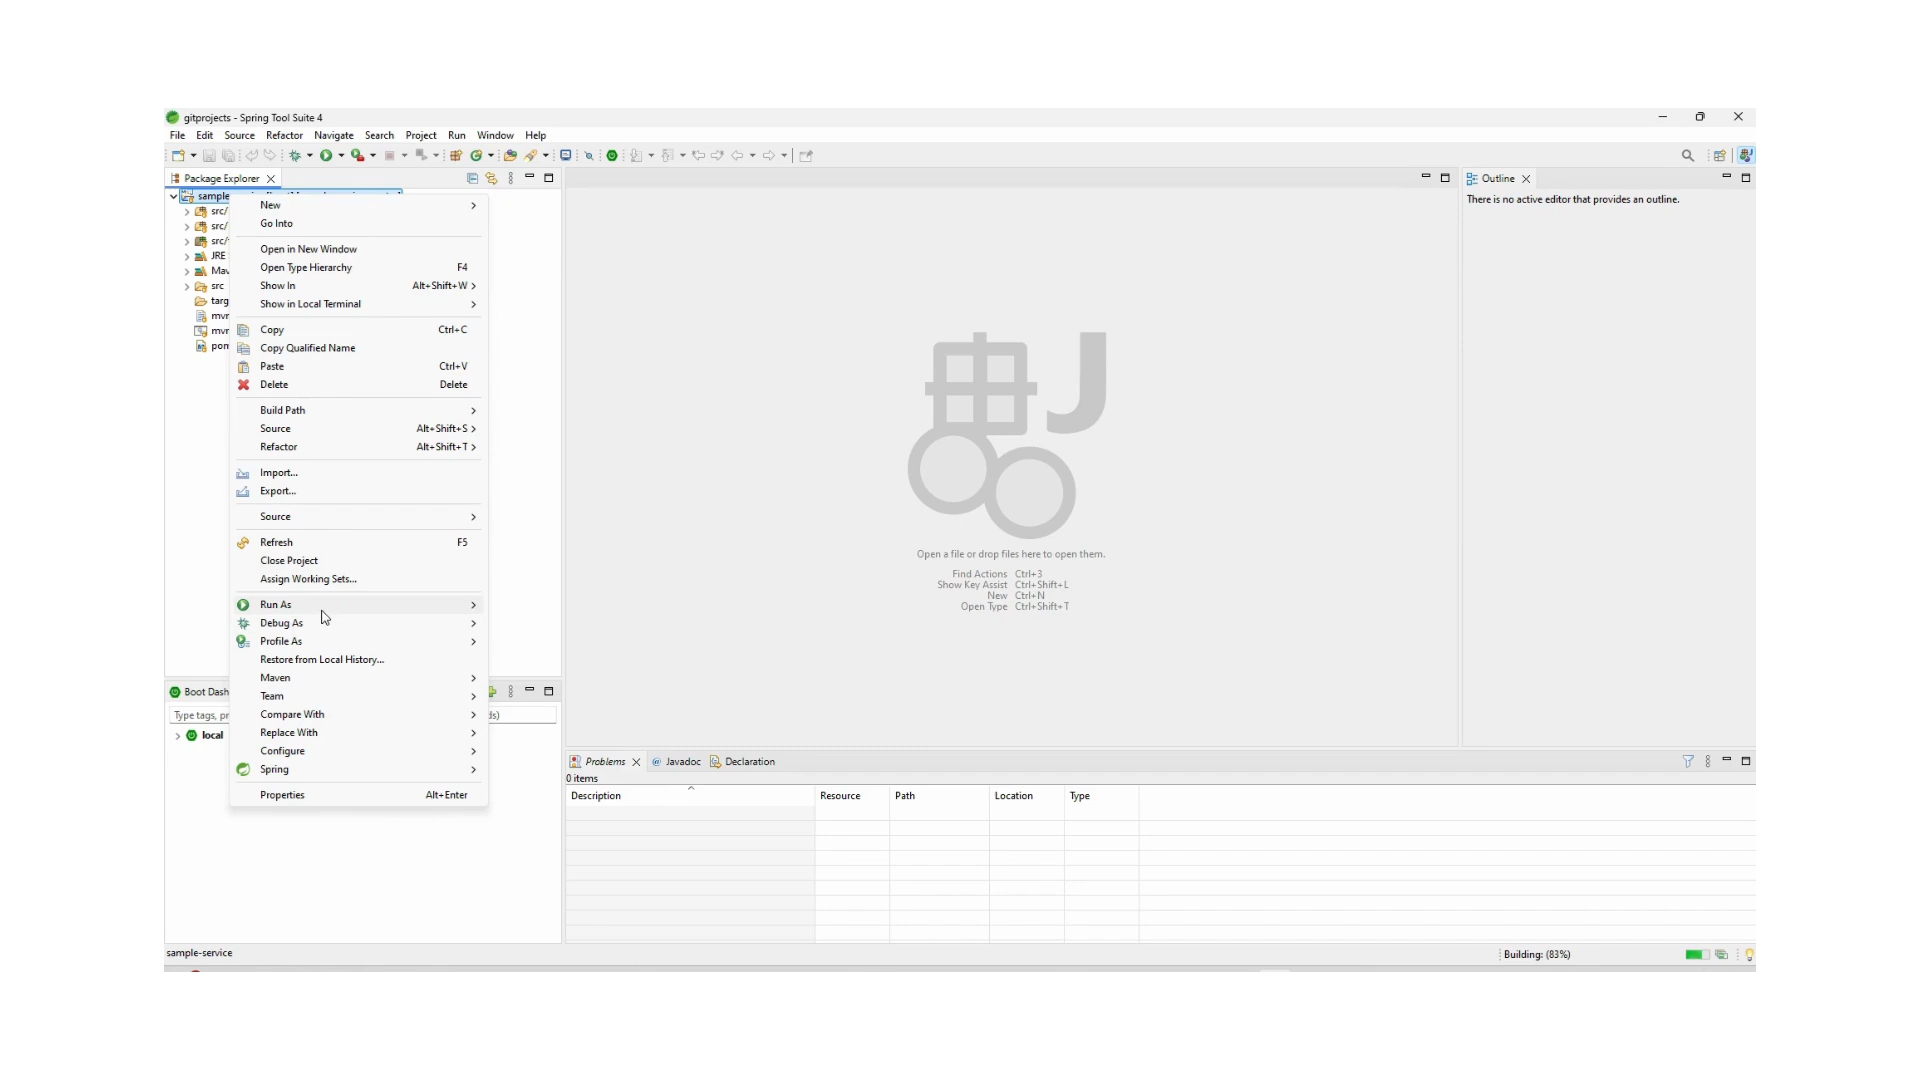 gitprojects - Spring Tool Suite 4
File Edit Source Refactor Navigate Search Project Run Window Help
Package Explorer
Outline
There is no active editor that provides an outline.
sample
src/
src/
src/
JRE
Mav
src
targ
mvr
mvr
New
Go Into
Open in New Window
Open Type Hierarchy F4
Show In Alt+Shift+W >
Show in Local Terminal
Copy Ctrl+C
Copy Qualified Name
Paste Ctrl+V
Delete Delete
Build Path
Source Alt+Shift+S >
Refactor Alt+Shift+T >
Import...
Export...
Source
Refresh F5
Close Project
Assign Working Sets...
Run As
Debug As
Profile As
Restore from Local History...
Maven
Team
Compare With
Replace With
Configure
Spring
Properties Alt+Enter
J
Open a file or drop files here to open them.
Find Actions Ctrl+3
Show Key Assist Ctrl+Shift+L
New Ctrl+N
Open Type Ctrl+Shift+T
Boot Dash
Type tags, pr
local
Problems @ Javadoc Declaration
0 items
Description Resource Path Location Type
sample-service
Building: (83%)